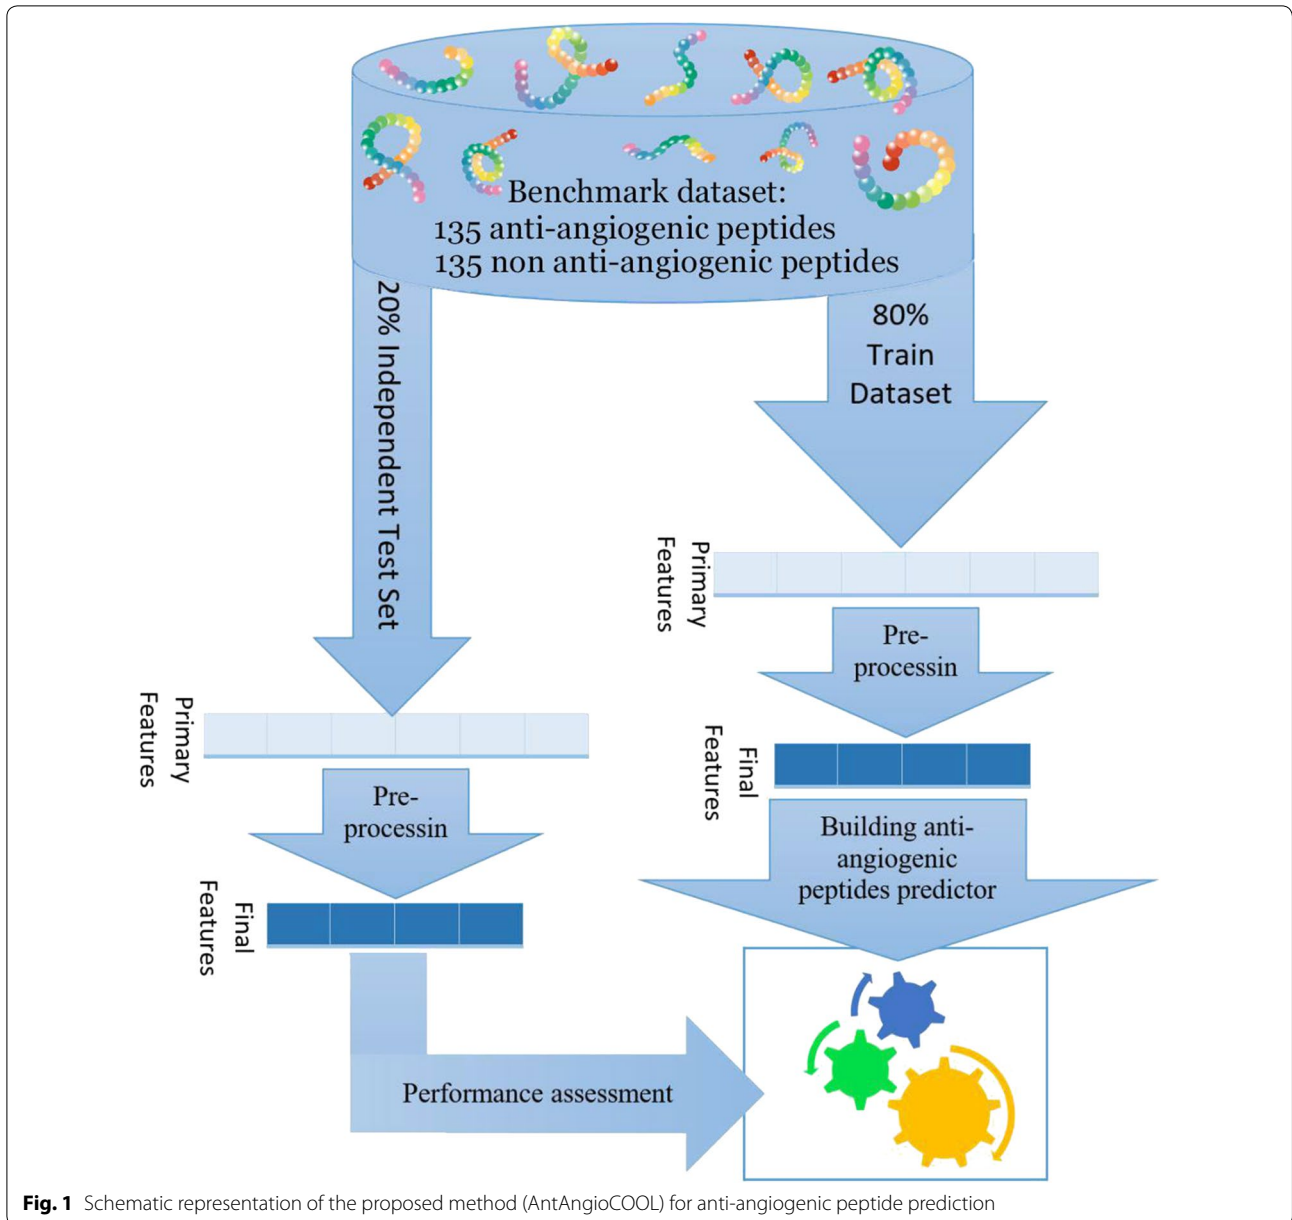 Benchmark dataset:
135 anti-angiogenic peptides
135 non anti-angiogenic peptides
20% Independent Test Set
80%
Train
Dataset
Primary
Features
Pre-
processin
Final
Features
Building anti-
angiogenic
peptides predictor
Primary
Features
Pre-
processin
Final
Features
Performance assessment
Fig. 1 Schematic representation of the proposed method (AntAngioCOOL) for anti-angiogenic peptide prediction